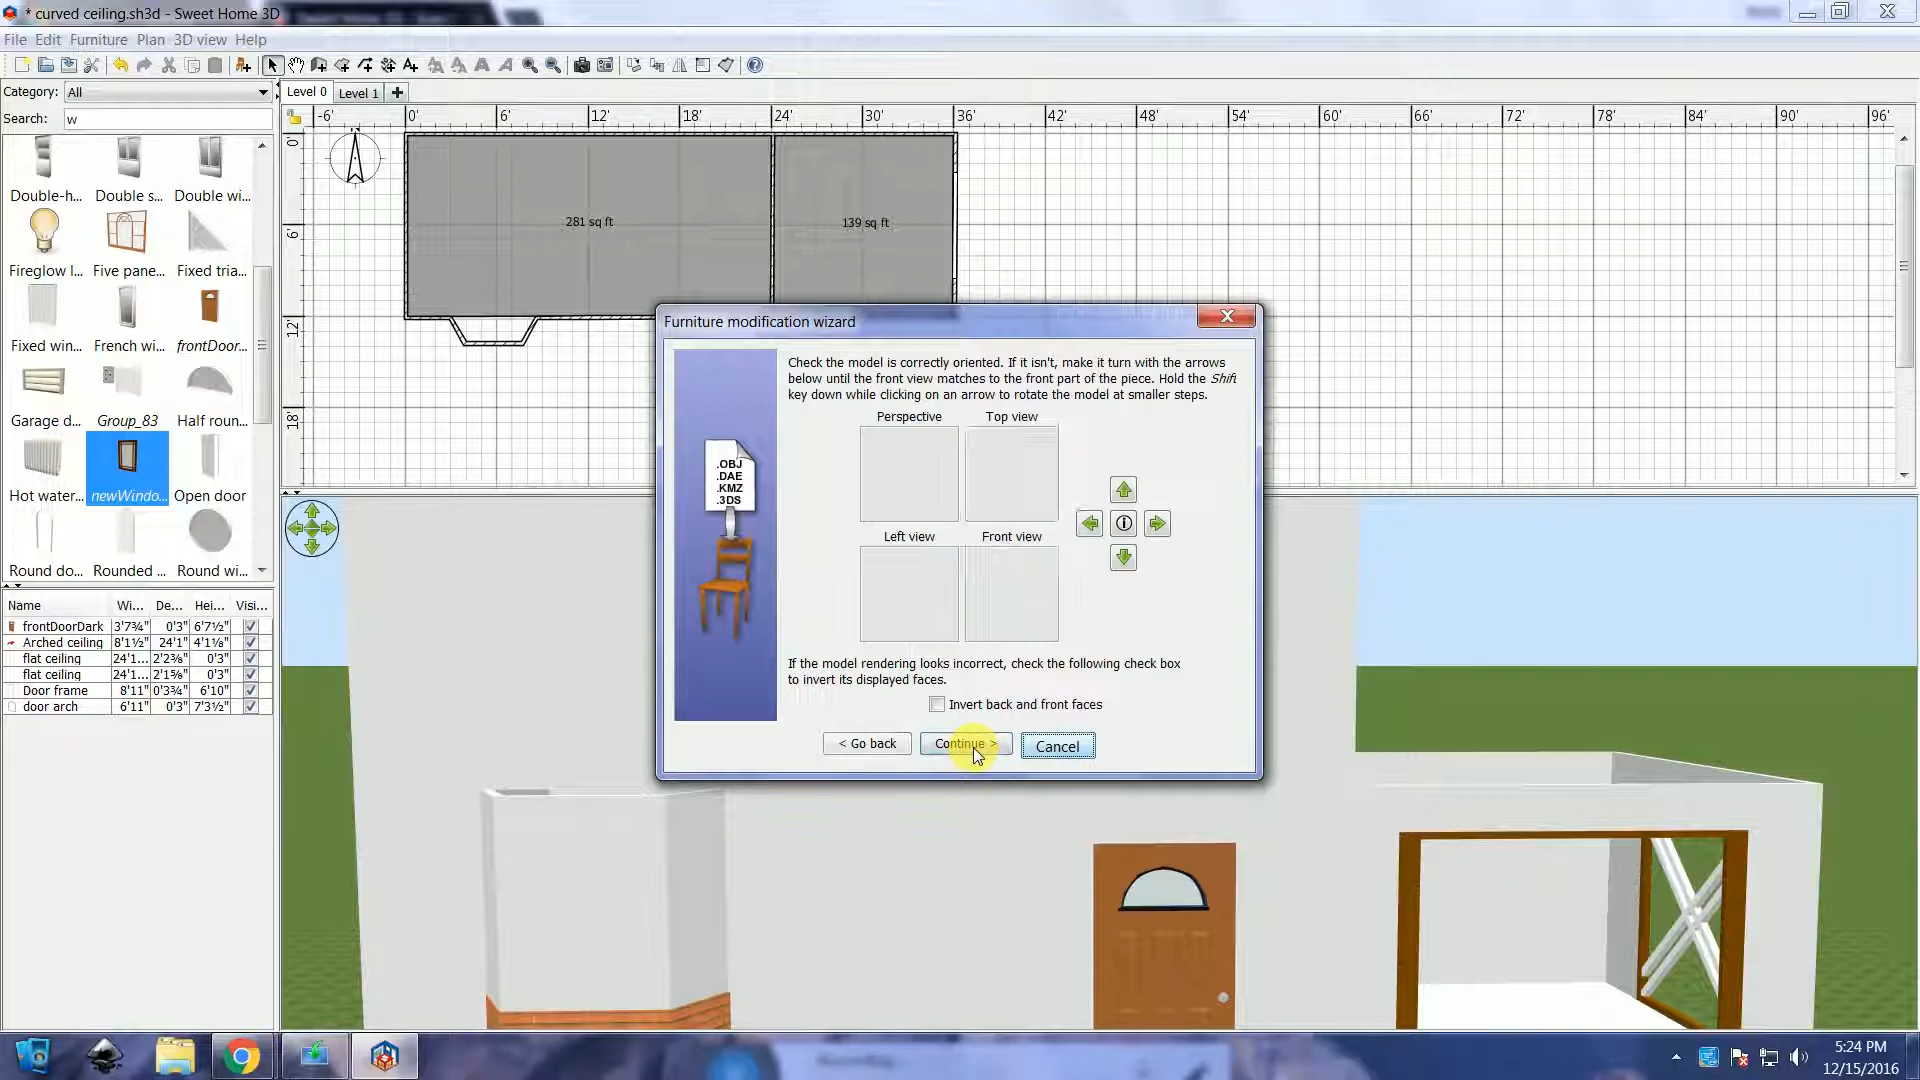 * curved ceiling.sh3d - Sweet Home 3D
File Edit Furniture Plan 3D view Help
Category: All
Search: w
Level 0 Level 1
-6' 0' 6' 12' 18' 24' 30' 36' 42' 48' 54' 60' 66' 72' 78' 84' 90' 96'
0'
6'
12'
18'
281 sq ft
139 sq ft
Double-h... Double s... Double wi...
Fireglow l... Five pane... Fixed tria...
Fixed win... French wi... frontDoor...
Garage d... Group_83 Half roun...
Hot water... newWindo... Open door
Round do... Rounded ... Round wi...
Name Wi... De... Hei... Visi...
frontDoorDark 3'7¾" 0'3" 6'7½"
Arched ceiling 8'1½" 24'1" 4'1⅛"
flat ceiling 24'1... 2'2⅜" 0'3"
flat ceiling 24'1... 2'1⅝" 0'3"
Door frame 8'11" 0'3¾" 6'10"
door arch 6'11" 0'3" 7'3½"
Furniture modification wizard
.OBJ
.DAE
.KMZ
.3DS
Check the model is correctly oriented. If it isn't, make it turn with the arrows
below until the front view matches to the front part of the piece. Hold the Shift
key down while clicking on an arrow to rotate the model at smaller steps.
Perspective Top view
Left view Front view
If the model rendering looks incorrect, check the following check box
to invert its displayed faces.
Invert back and front faces
< Go back Continue > Cancel
5:24 PM
12/15/2016